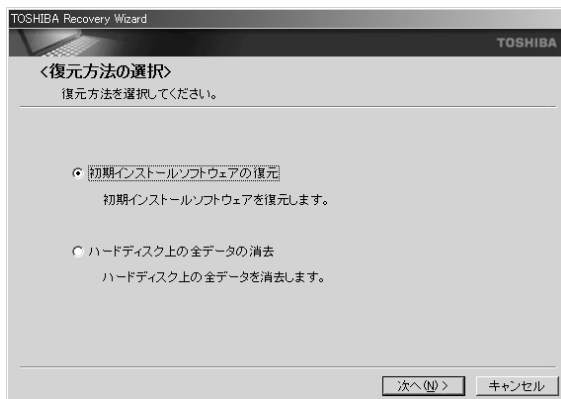 TOSHIBA Recovery Wizard
TOSHIBA
<復元方法の選択>
復元方法を選択してください。
初期インストールソフトウェアの復元
初期インストールソフトウェアを復元します。
ハードディスク上の全データの消去
ハードディスク上の全データを消去します。
次へ(N) > キャンセル